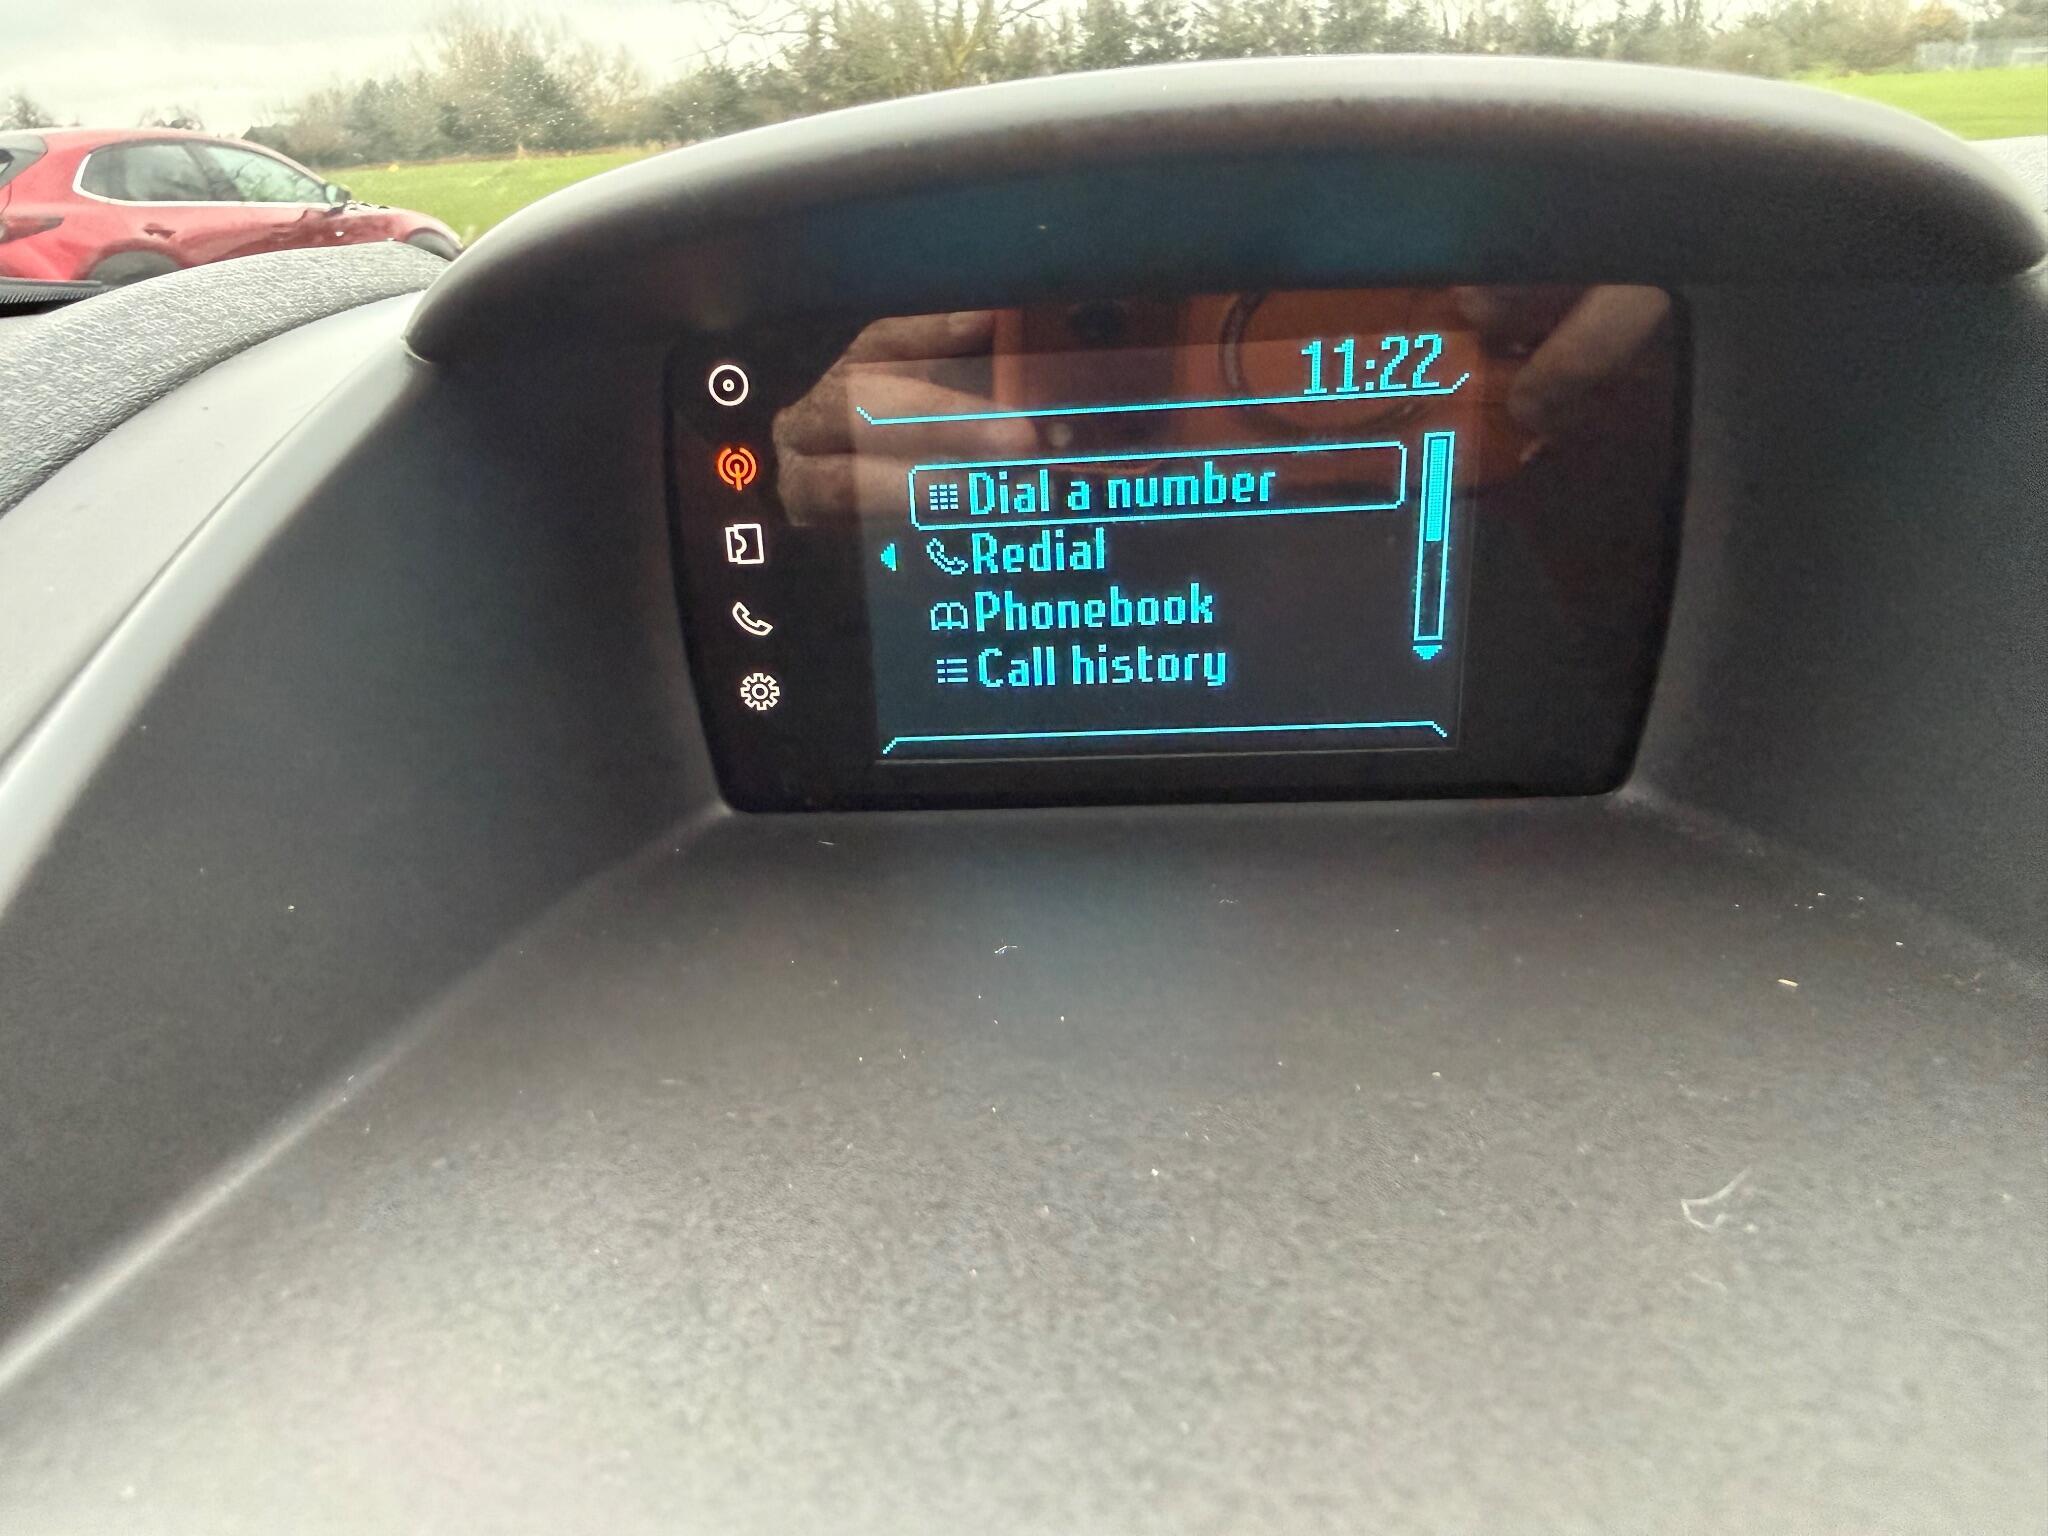 11:22
Dial a number
Redial
Phonebook
Call history